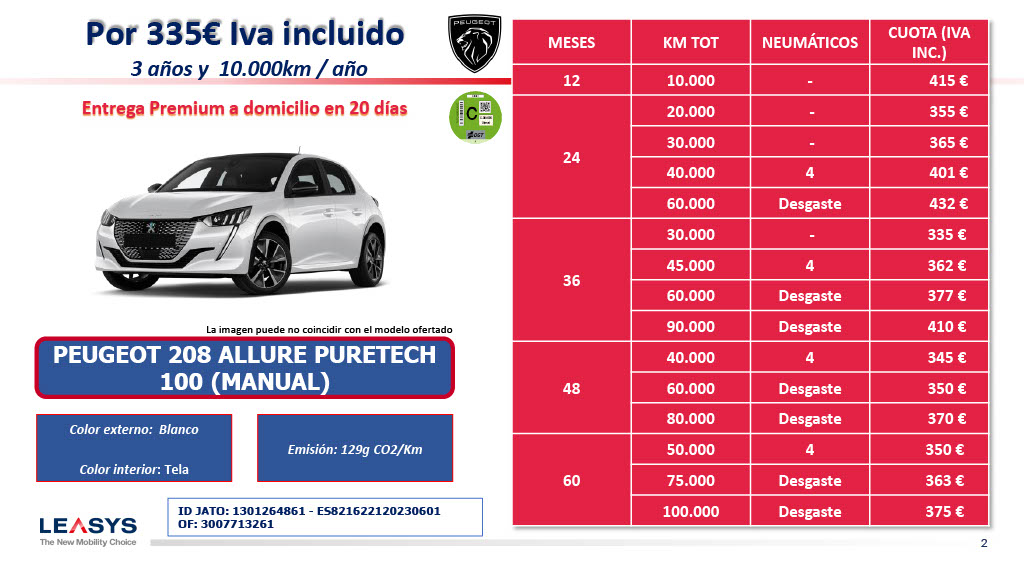 Por 335€ Iva incluido
3 años y 10.000km / año
Entrega Premium a domicilio en 20 días
PEUGEOT
C
La imagen puede no coincidir con el modelo ofertado
PEUGEOT 208 ALLURE PURETECH
100 (MANUAL)
Color externo: Blanco
Color interior: Tela
Emisión: 129g CO2/Km
ID JATO: 1301264861 - ES821622120230601
OF: 3007713261
LEASYS
The New Mobility Choice
MESES KM TOT NEUMÁTICOS CUOTA (IVA
INC.)
12 10.000 - 415 €
24 20.000 - 355 €
30.000 - 365 €
40.000 4 401 €
60.000 Desgaste 432 €
36 30.000 - 335 €
45.000 4 362 €
60.000 Desgaste 377 €
90.000 Desgaste 410 €
48 40.000 4 345 €
60.000 Desgaste 350 €
80.000 Desgaste 370 €
60 50.000 4 350 €
75.000 Desgaste 363 €
100.000 Desgaste 375 €
2